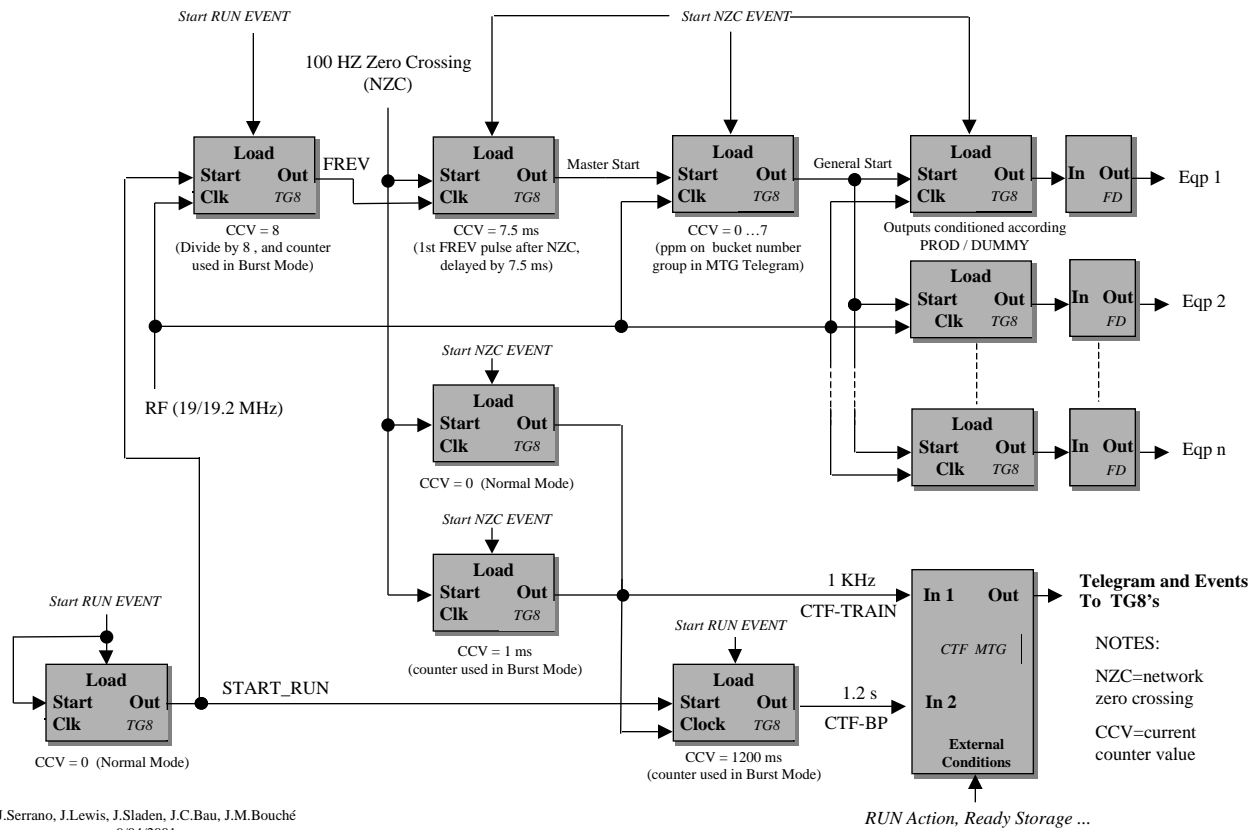 Start RUN EVENT
Start NZC EVENT
100 HZ Zero Crossing
(NZC)
Load
Start Out
Clk TG8
FREV
CCV = 8
(Divide by 8 , and counter
used in Burst Mode)
Load
Start Out
Clk TG8
Master Start
CCV = 7.5 ms
(1st FREV pulse after NZC,
delayed by 7.5 ms)
Load
Start Out
Clk TG8
General Start
CCV = 0 …7
(ppm on bucket number
group in MTG Telegram)
Load
Start Out
Clk TG8
Outputs conditioned according
PROD / DUMMY
In Out
FD
Eqp 1
Start Out
Clk TG8
In Out
FD
Eqp 2
RF (19/19.2 MHz)
Start NZC EVENT
Load
Start Out
Clk TG8
CCV = 0 (Normal Mode)
Load
Start Out
Clk TG8
In Out
FD
Eqp n
Start NZC EVENT
Load
Start Out
Clk TG8
CCV = 1 ms
(counter used in Burst Mode)
1 KHz
CTF-TRAIN
Start RUN EVENT
Load
Start Out
Clk TG8
CCV = 0 (Normal Mode)
START_RUN
Start RUN EVENT
Load
Start Out
Clock TG8
CCV = 1200 ms
(counter used in Burst Mode)
1.2 s
CTF-BP
In 1 Out
CTF MTG
In 2
External
Conditions
Telegram and Events
To TG8's
NOTES:
NZC=network
zero crossing
CCV=current
counter value
RUN Action, Ready Storage ...
J.Serrano, J.Lewis, J.Sladen, J.C.Bau, J.M.Bouché